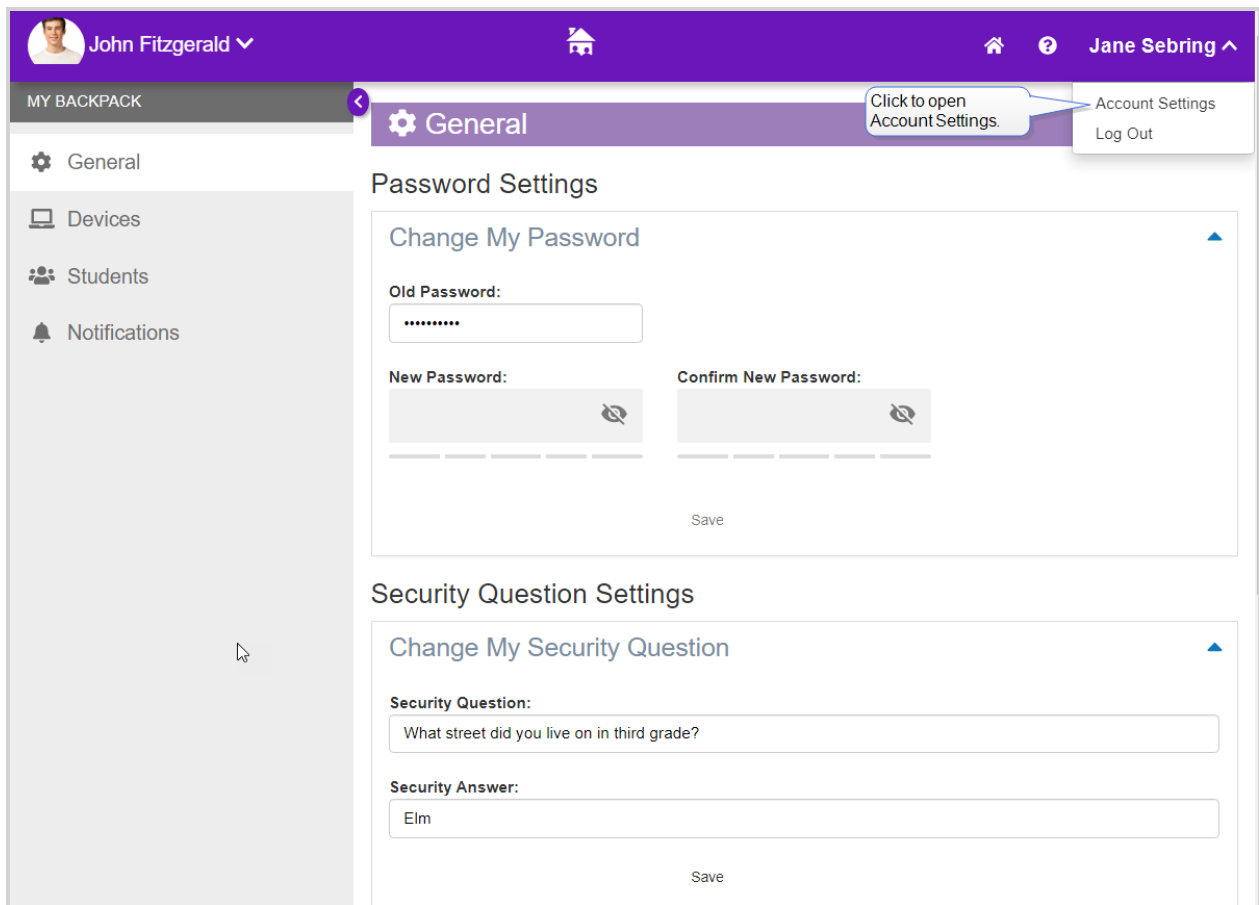 John Fitzgerald
Jane Sebring
MY BACKPACK
Click to open
Account Settings.
Account Settings
Log Out
General
General
Devices
Students
Notifications
Password Settings
Change My Password
Old Password:
••••••••••
New Password:
Confirm New Password:
Save
Security Question Settings
Change My Security Question
Security Question:
What street did you live on in third grade?
Security Answer:
Elm
Save